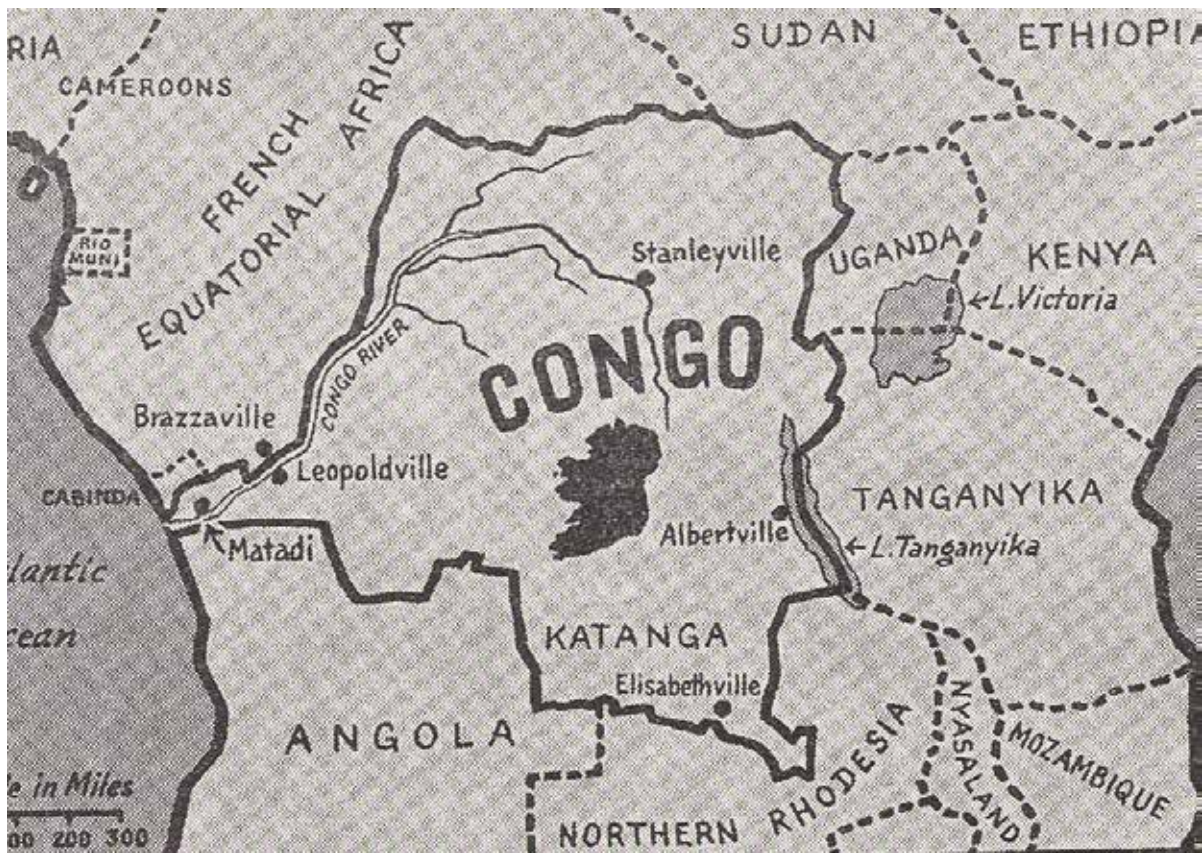 RIA
CAMEROONS
FRENCH
EQUATORIAL AFRICA
SUDAN
ETHIOPIA
RIO
MUNI
Stanleyville
UGANDA
KENYA
←L.Victoria
CONGO RIVER
CONGO
Brazzaville
Leopoldville
CABINDA
Matadi
Albertville
TANGANYIKA
←L.Tanganyika
lantic
cean
KATANGA
Elisabethville
ANGOLA
NORTHERN RHODESIA
NYASALAND
MOZAMBIQUE
e in Miles
00 200 300